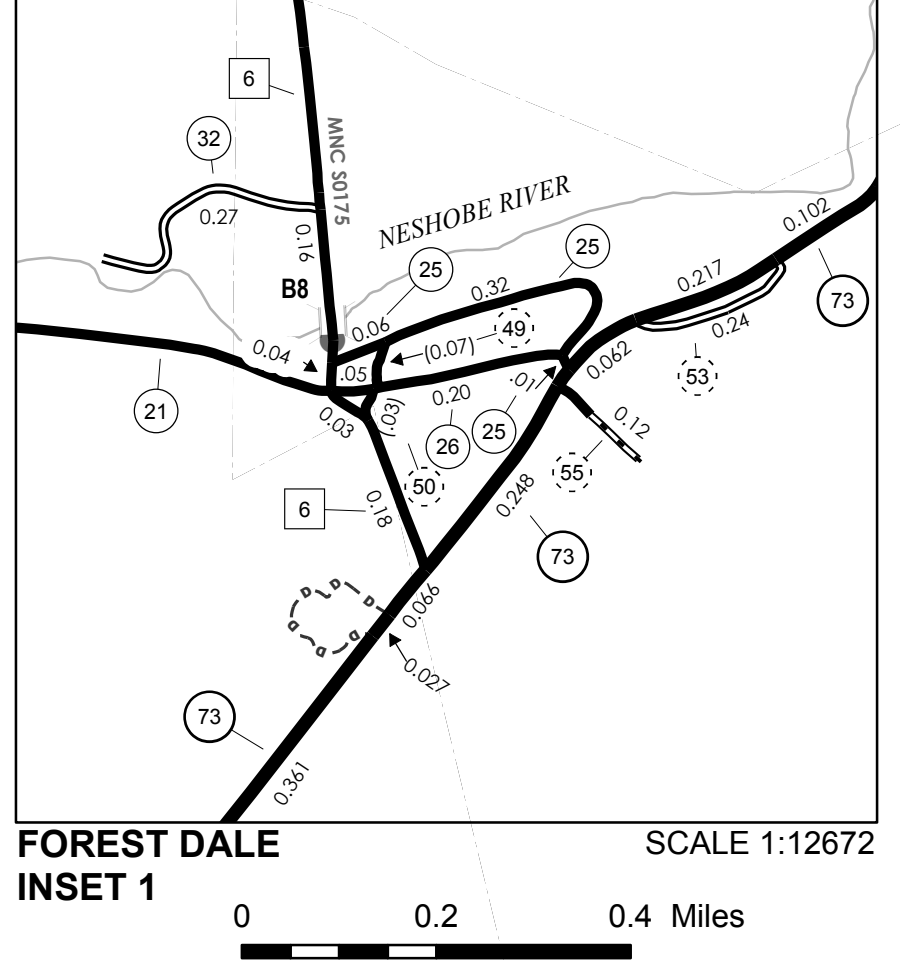 6
32
MNC S0175
NESHOBE RIVER
0.27
0.16
0.102
25
25
B8
0.32
0.217
73
0.06
49
0.24
0.04
(0.07)
0.062
53
.05
.01
21
0.20
0.03
(.03)
26
25
0.12
55
50
6
0.18
0.248
73
D
D
D
D
D
D
0.066
0.027
73
0.361
FOREST DALE
INSET 1
SCALE 1:12672
0 0.2 0.4 Miles